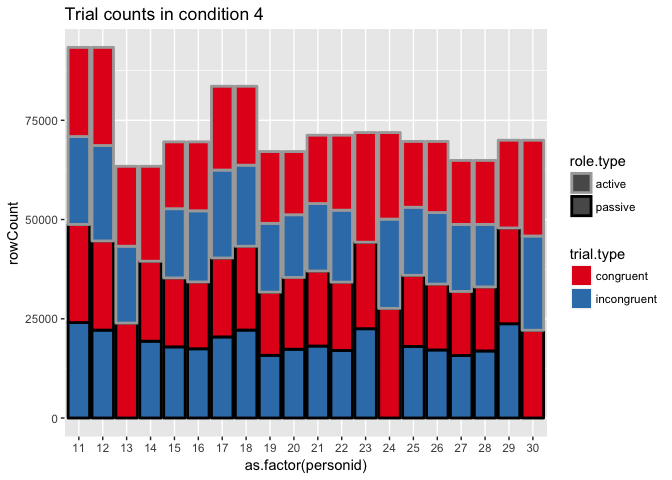 Trial counts in condition 4
rowCount
75000
50000
25000
0
11 12 13 14 15 16 17 18 19 20 21 22 23 24 25 26 27 28 29 30
as.factor(personid)
role.type
active
passive
trial.type
congruent
incongruent